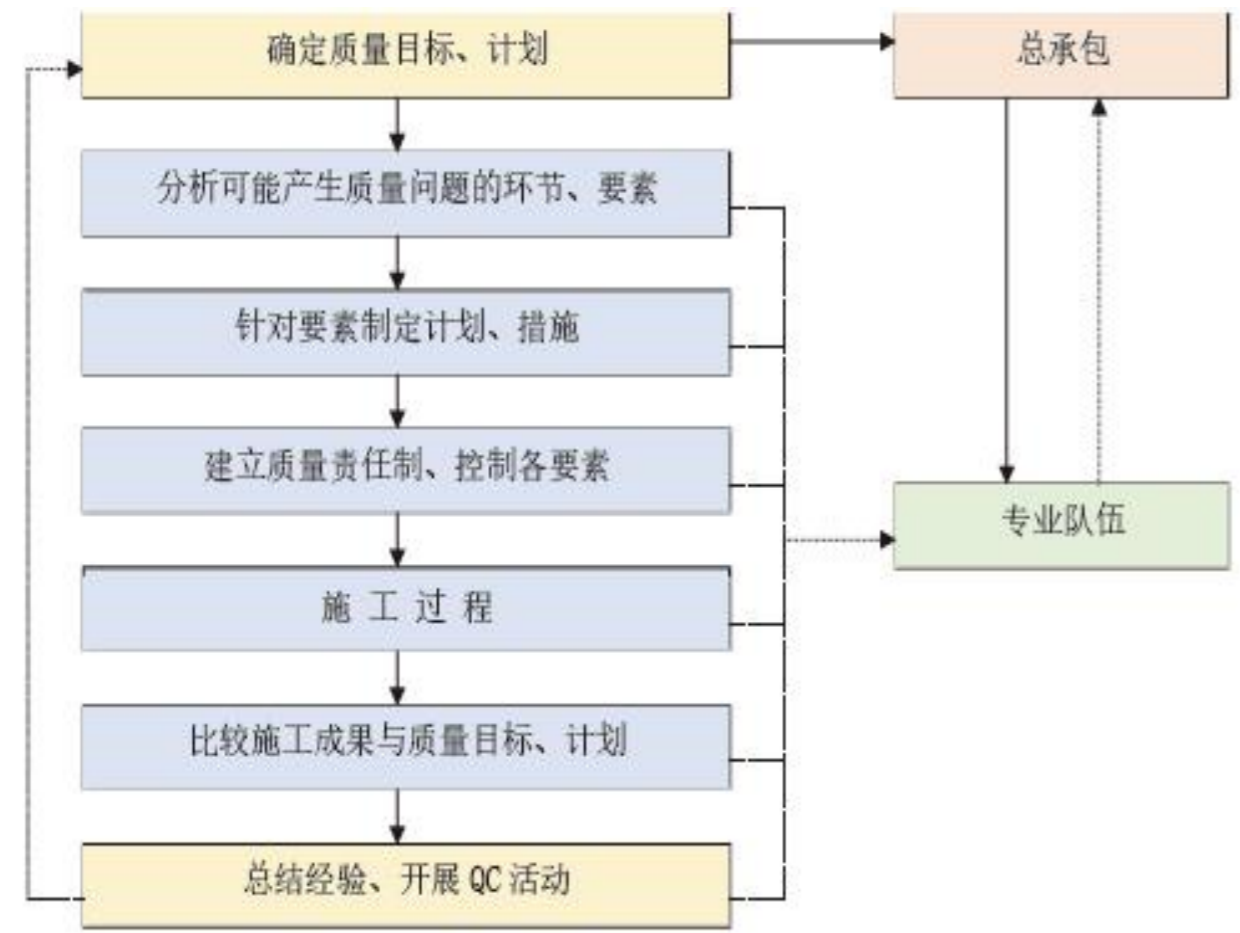 确定质量目标、计划
总承包
分析可能产生质量问题的环节、要素
针对要素制定计划、措施
建立质量责任制、控制各要素
专业队伍
施 工 过 程
比较施工成果与质量目标、计划
总结经验、开展 QC 活动